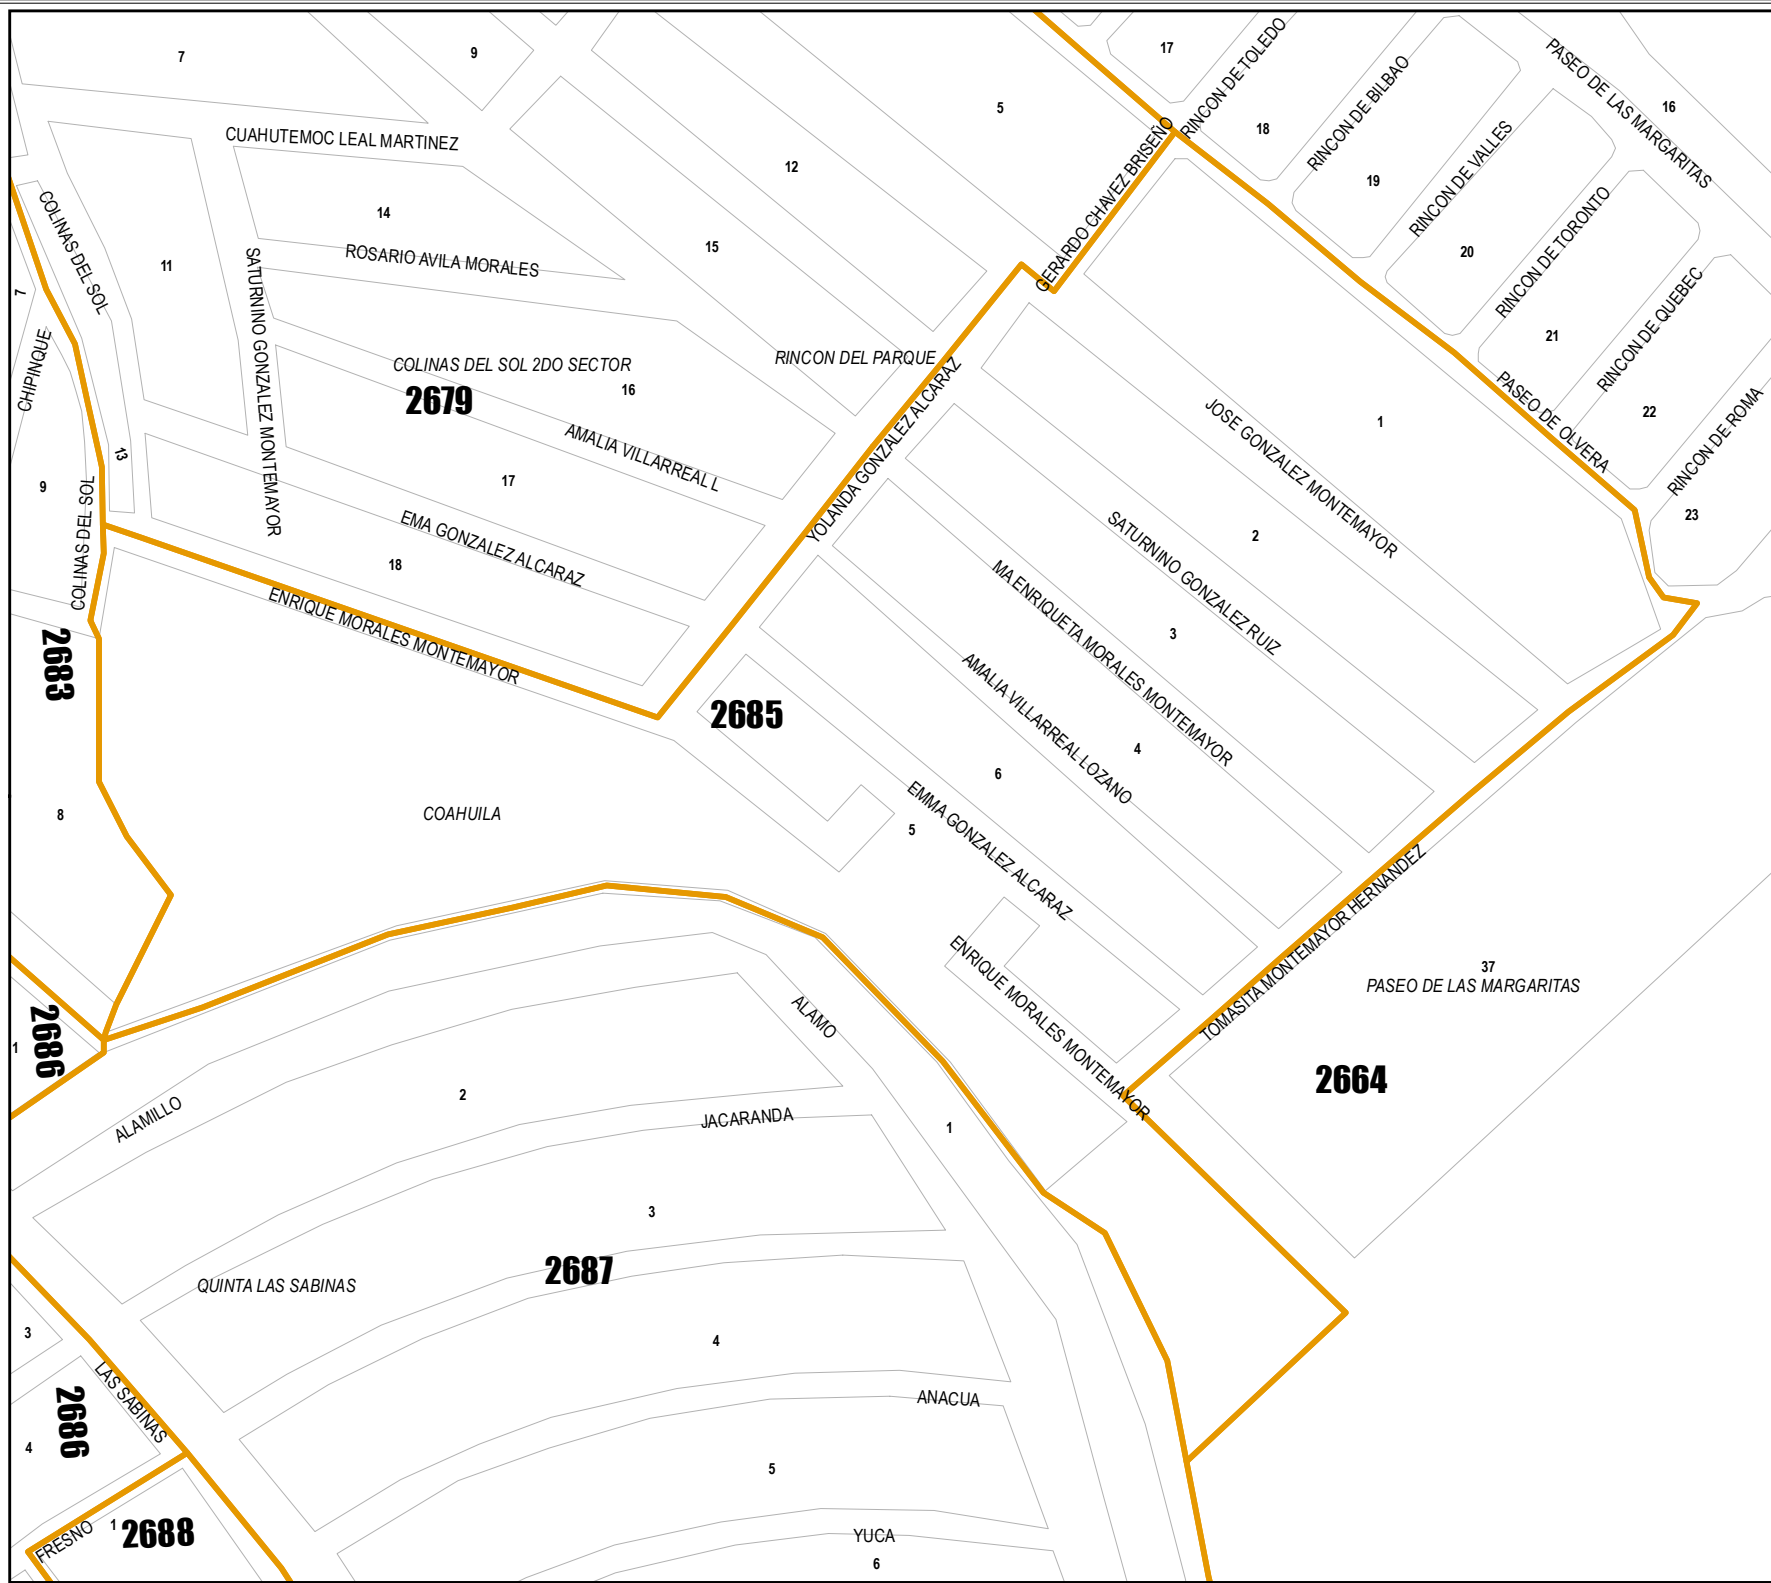 7
9
17
RINCON DE TOLEDO
PASEO DE LAS MARGARITAS
16
5
RINCON DE BILBAO
18
CUAHUTEMOC LEAL MARTINEZ
12
GERARDO CHAVEZ BRISEÑO
19
RINCON DE VALLES
14
COLINAS DEL SOL
15
20
RINCON DE TORONTO
ROSARIO AVILA MORALES
11
SATURNINO GONZALEZ MONTEMAYOR
7
RINCON DE QUEBEC
21
CHIPINQUE
COLINAS DEL SOL 2DO SECTOR
RINCON DEL PARQUE
16
2679
YOLANDA GONZALEZ ALCARAZ
JOSE GONZALEZ MONTEMAYOR
1
PASEO DE OLVERA
22
RINCON DE ROMA
13
AMALIA VILLARREAL L
17
9
COLINAS DEL SOL
EMA GONZALEZ ALCARAZ
18
SATURNINO GONZALEZ RUIZ
2
23
ENRIQUE MORALES MONTEMAYOR
MA ENRIQUETA MORALES MONTEMAYOR
3
2683
2685
AMALIA VILLARREAL LOZANO
4
6
8
COAHUILA
5
EMMA GONZALEZ ALCARAZ
TOMASITA MONTEMAYOR HERNANDEZ
ENRIQUE MORALES MONTEMAYOR
37
PASEO DE LAS MARGARITAS
ALAMO
2686
1
2664
2
ALAMILLO
JACARANDA
1
3
2687
QUINTA LAS SABINAS
3
4
LAS SABINAS
ANACUA
2686
4
5
FRESNO
1
2688
YUCA
6